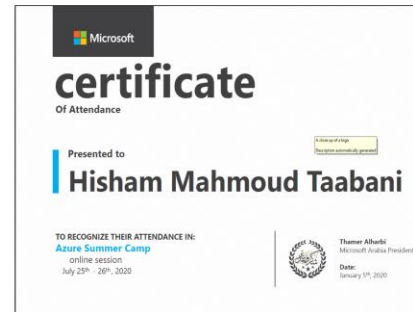 Microsoft
certificate
Of Attendance
A close up of a logo
Description automatically generated
Presented to
Hisham Mahmoud Taabani
TO RECOGNIZE THEIR ATTENDANCE IN:
Azure Summer Camp
online session
July 25th - 26th, 2020
Thamer Alharbi
Microsoft Arabia President
Date:
January 5th, 2020